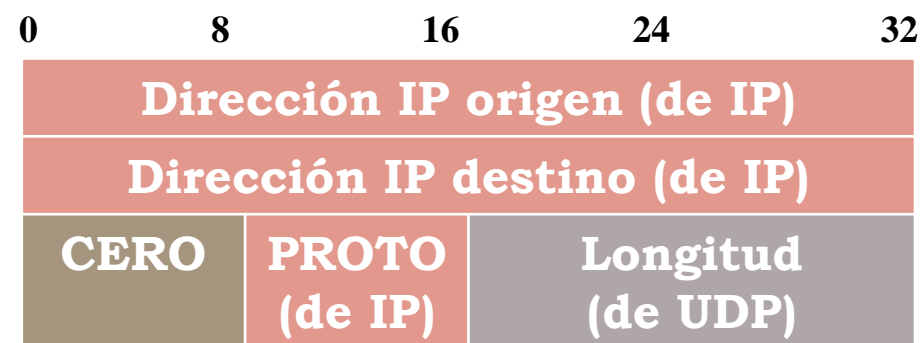 0 8 16 24 32
Dirección IP origen (de IP)
Dirección IP destino (de IP)
CERO PROTO Longitud
(de IP) (de UDP)